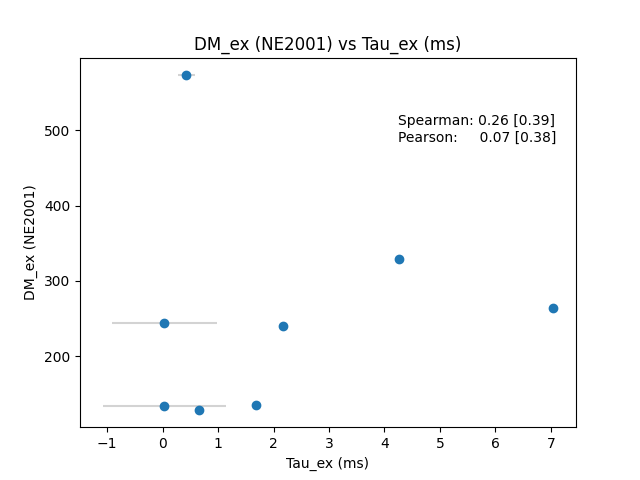 DM_ex (NE2001) vs Tau_ex (ms)
Spearman: 0.26 [0.39]
Pearson: 0.07 [0.38]
DM_ex (NE2001)
500
400
300
200
−1 0 1 2 3 4 5 6 7
Tau_ex (ms)